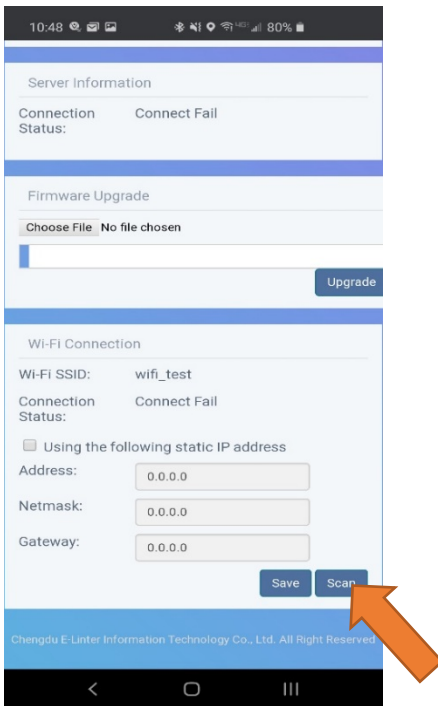 10:48 80%
Server Information
Connection Status: Connect Fail
Firmware Upgrade
Choose File No file chosen
Upgrade
Wi-Fi Connection
Wi-Fi SSID: wifi_test
Connection Status: Connect Fail
Using the following static IP address
Address: 0.0.0.0
Netmask: 0.0.0.0
Gateway: 0.0.0.0
Save Scan
Chengdu E-Linter Information Technology Co., Ltd. All Right Reserved